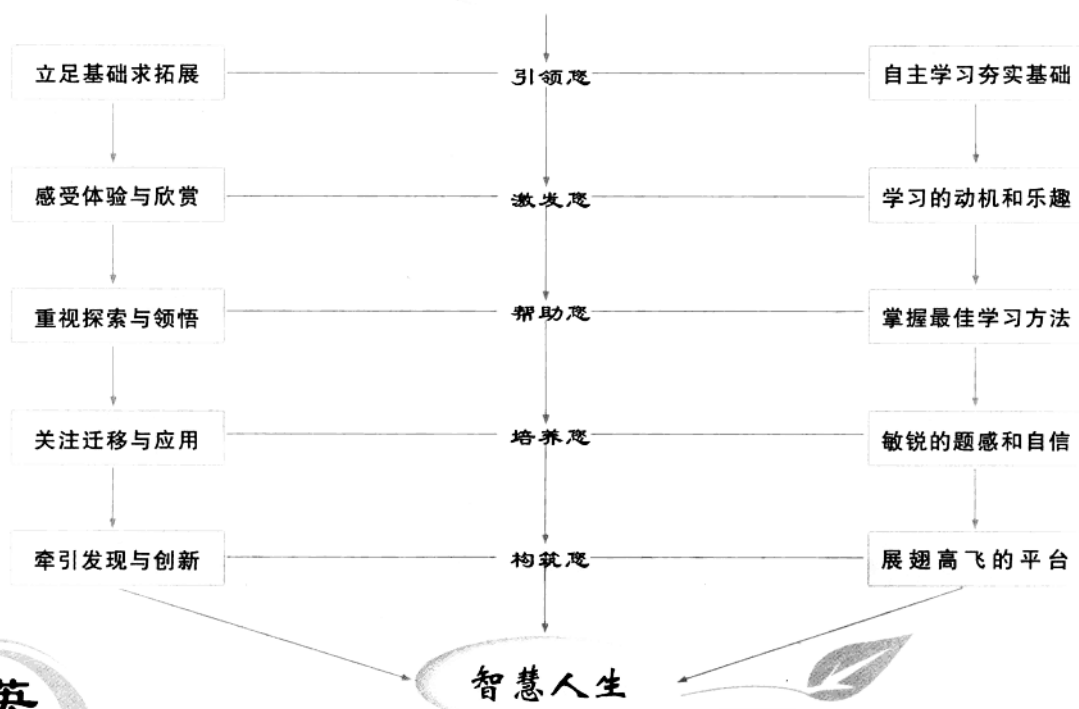 立足基础求拓展 引领您 自主学习夯实基础
感受体验与欣赏 激发您 学习的动机和乐趣
重视探索与领悟 帮助您 掌握最佳学习方法
关注迁移与应用 培养您 敏锐的题感和自信
牵引发现与创新 构筑您 展翅高飞的平台
智慧人生
英